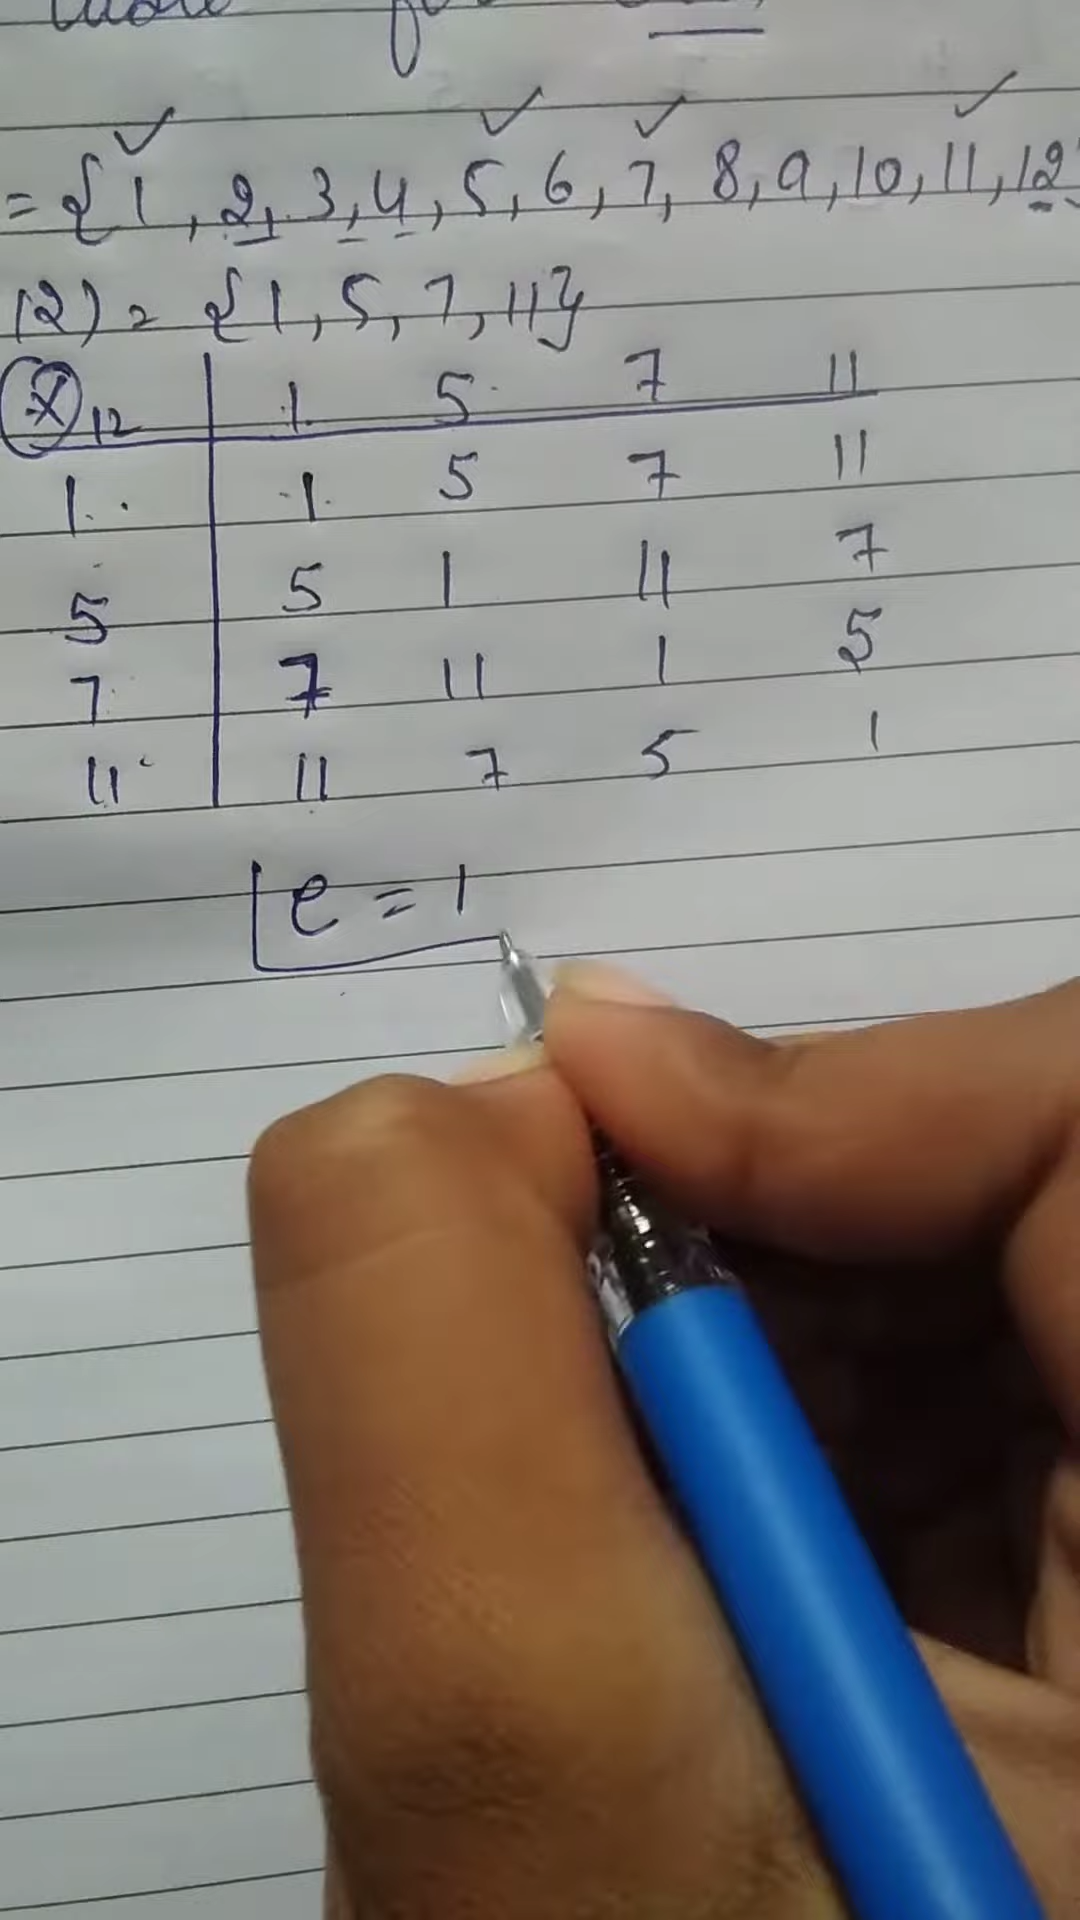 for
= {1, 2, 3, 4, 5, 6, 7, 8, 9, 10, 11, 12
12) = {1, 5, 7, 11}
×12 1 5 7 11
1 1 5 7 11
5 5 1 11 7
7 7 11 1 5
11 11 7 5 1
e = 1